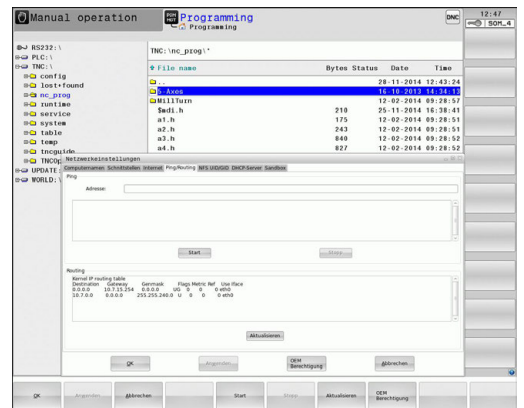 Manual operation
Programming
Programming
DNC
12:47
SOM_4
RS232:\
PLC:\
TNC:\
config
lost+found
nc_prog
runtime
service
system
table
temp
tncguide
UPDATE:
WORLD:\
TNC:\nc_prog\*
File name Bytes Status Date Time
.. 28-11-2014 12:43:24
5-Axes 16-10-2013 14:34:13
MillTurn 12-02-2014 09:28:57
$mdi.h 210 25-11-2014 16:38:41
a1.h 175 12-02-2014 09:28:51
a2.h 243 12-02-2014 09:28:51
a3.h 840 12-02-2014 09:28:52
a4.h 827 12-02-2014 09:28:52
Netzwerkeinstellungen
Computernamen Schnittstellen Internet Ping/Routing NFS UID/GID DHCP-Server Sandbox
Ping
Adresse:
Start Stopp
Routing
Kernel IP routing table
Destination Gateway Genmask Flags Metric Ref Use Iface
0.0.0.0 10.7.15.254 0.0.0.0 UG 0 0 0 eth0
10.7.0.0 0.0.0.0 255.255.240.0 U 0 0 0 eth0
Aktualisieren
OK Anwenden OEM Berechtigung Abbrechen
OK Anwenden Abbrechen Start Stopp Aktualisieren OEM Berechtigung